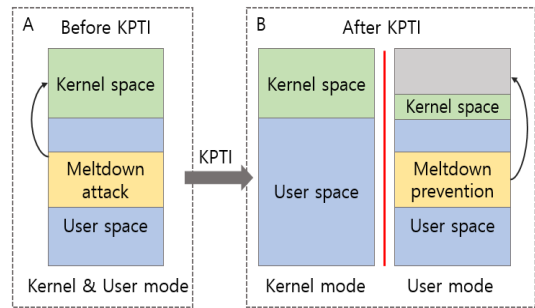 A
Before KPTI
Kernel space
Meltdown
attack
User space
Kernel & User mode
KPTI
B
After KPTI
Kernel space
User space
Kernel mode
Kernel space
Meltdown
prevention
User space
User mode